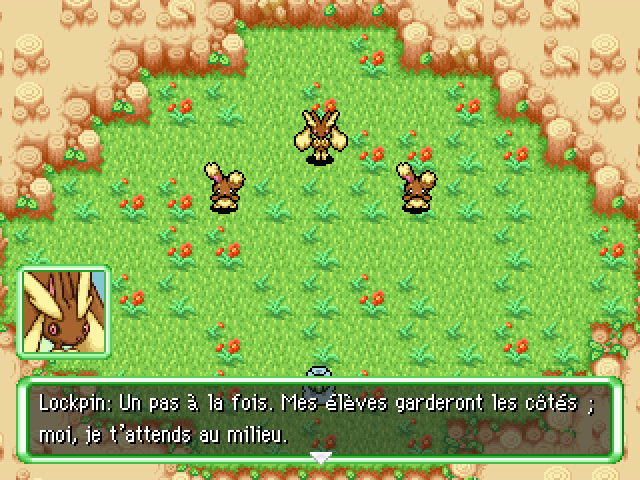 Lockpin: Un pas à la fois. Mes élèves garderont les côtés ;
moi, je t'attends au milieu.